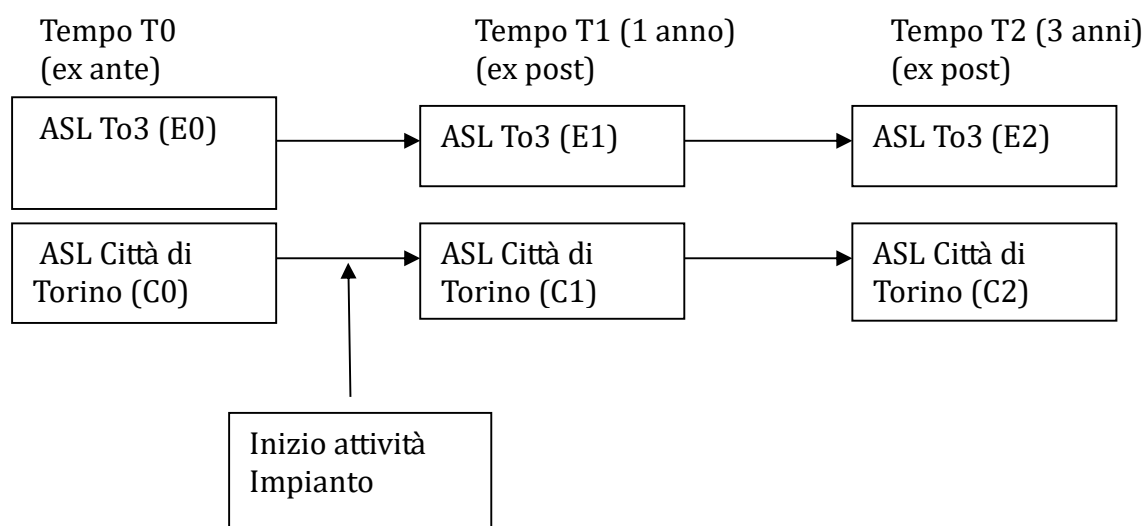 Tempo T0
(ex ante)
Tempo T1 (1 anno)
(ex post)
Tempo T2 (3 anni)
(ex post)
ASL To3 (E0)
ASL To3 (E1)
ASL To3 (E2)
ASL Città di
Torino (C0)
ASL Città di
Torino (C1)
ASL Città di
Torino (C2)
Inizio attività
Impianto